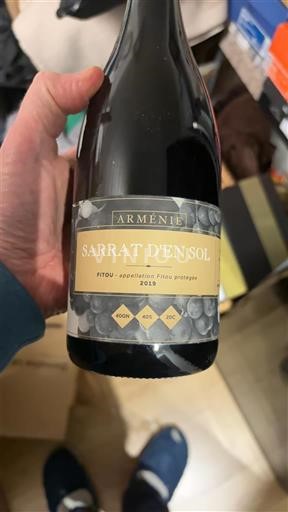 ARMÉNIE
SARRAT D'EN SOL
FITOU - appellation Fitou protégée
2019
40GN 40S 20C